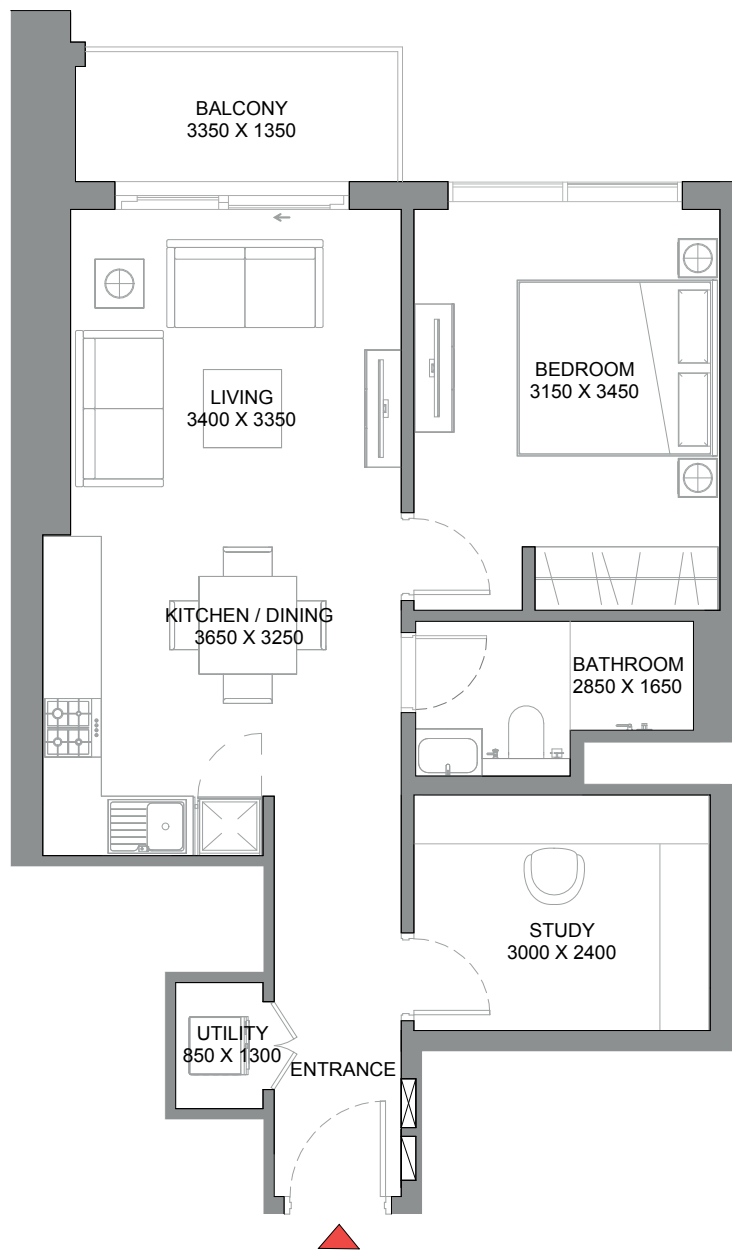 BALCONY
3350 X 1350
LIVING
3400 X 3350
BEDROOM
3150 X 3450
KITCHEN / DINING
3650 X 3250
BATHROOM
2850 X 1650
STUDY
3000 X 2400
UTILITY
850 X 1300
ENTRANCE